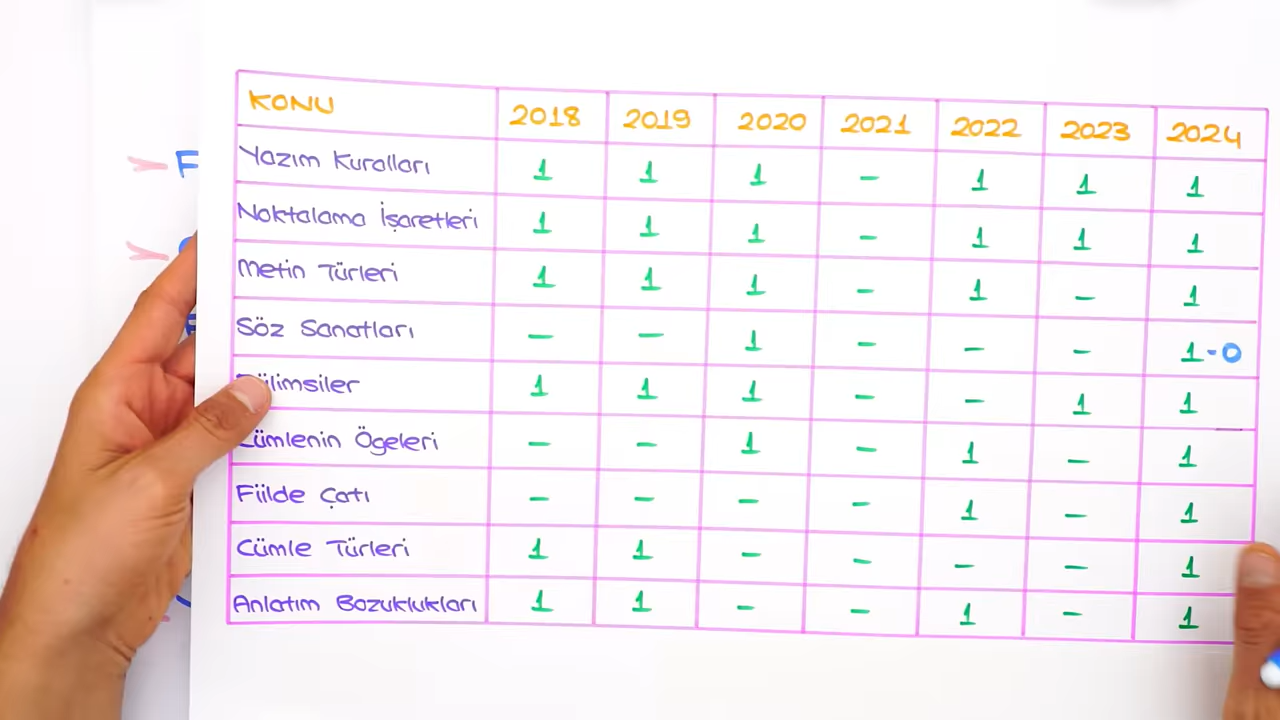 KONU 2018 2019 2020 2021 2022 2023 2024
Yazım Kuralları 1 1 1 - 1 1 1
Noktalama İşaretleri 1 1 1 - 1 1 1
Metin Türleri 1 1 1 - 1 - 1
Söz Sanatları - - 1 - - - 1-0
1 1 1 - - 1 1
Ögeleri - - 1 - 1 - 1
Fiilde Çatı - - - - 1 - 1
Cümle Türleri 1 1 - - - - 1
Anlatım Bozuklukları 1 1 - - 1 - 1